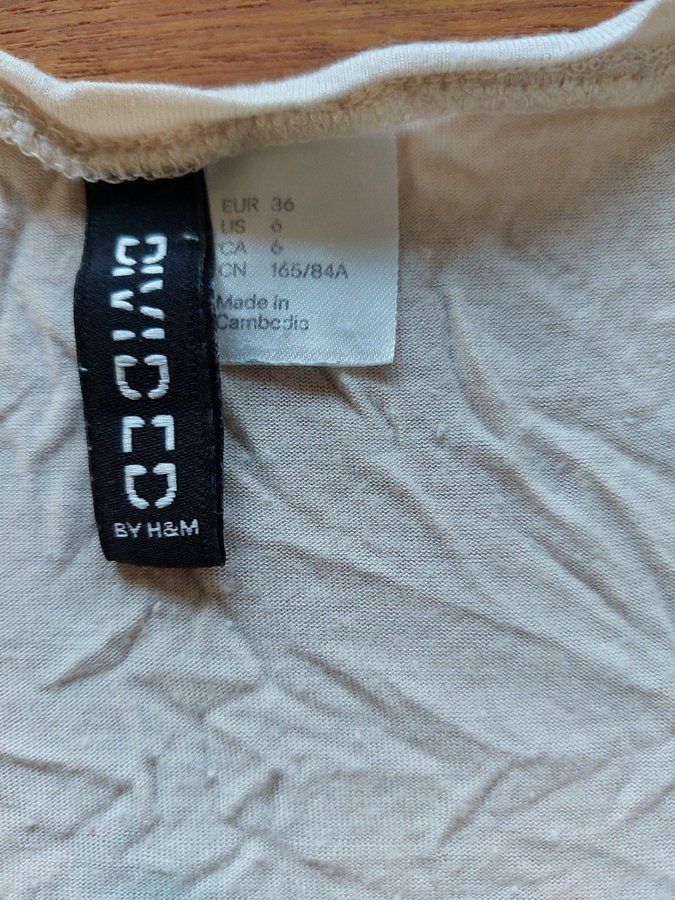 DIVIDED
BY H&M
EUR 36
US 6
CA 6
CN 165/84A
Made in
Cambodia